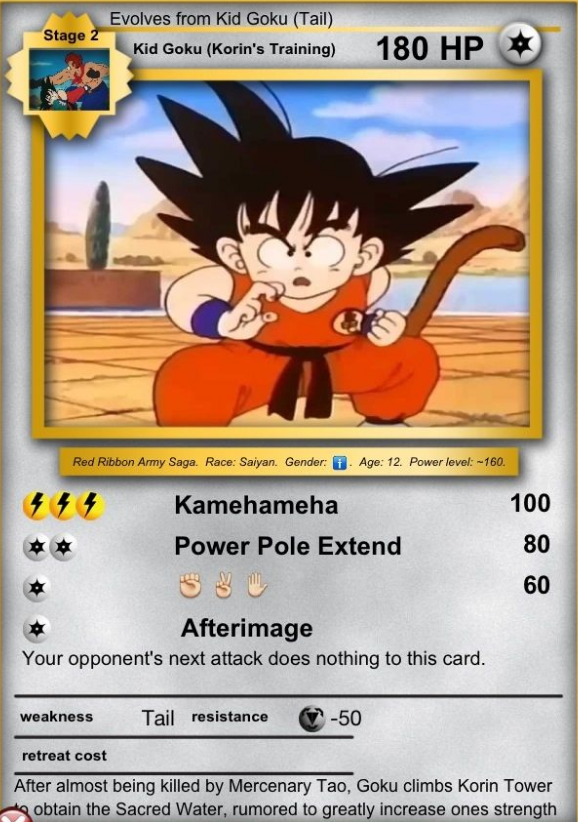 Evolves from Kid Goku (Tail)
Stage 2
Kid Goku (Korin's Training) 180 HP
Red Ribbon Army Saga. Race: Saiyan. Gender: ℹ️. Age: 12. Power level: ~160.
Kamehameha 100
Power Pole Extend 80
✊🏼 ✌🏼 ✋🏼 60
Afterimage
Your opponent's next attack does nothing to this card.
weakness Tail resistance -50
retreat cost
After almost being killed by Mercenary Tao, Goku climbs Korin Tower
to obtain the Sacred Water, rumored to greatly increase ones strength